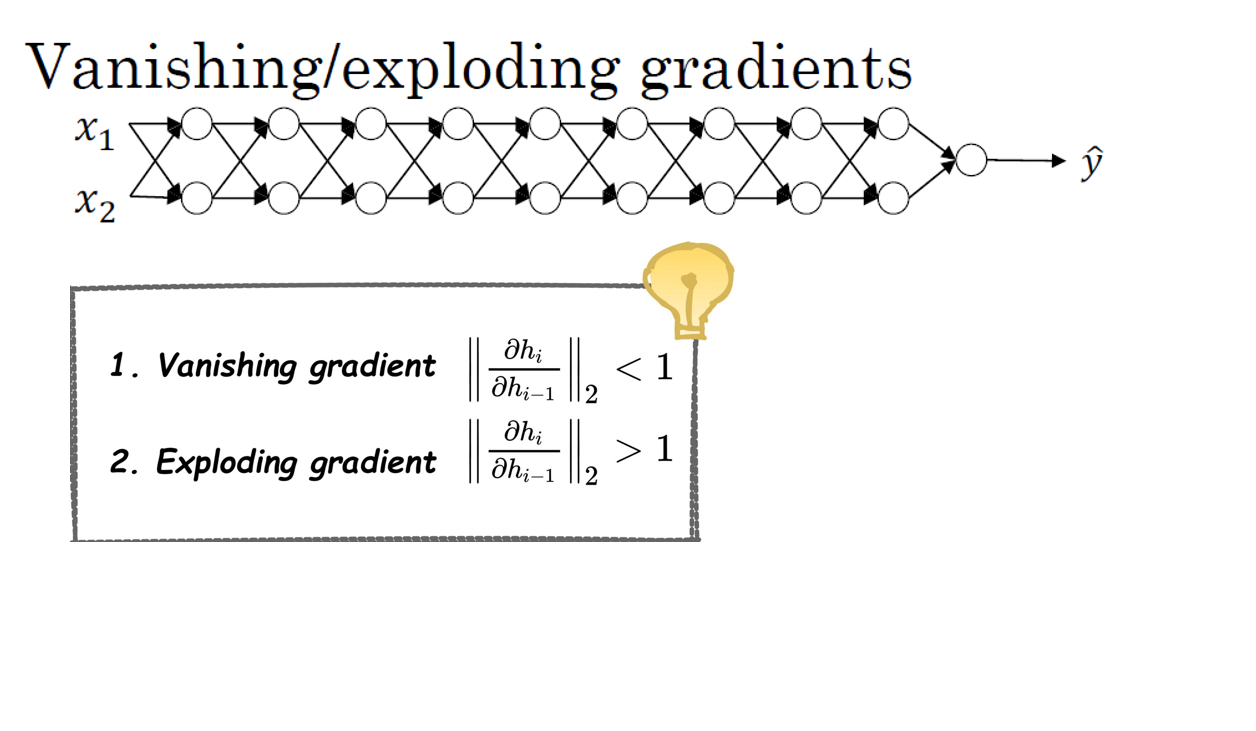 Vanishing/exploding gradients
x₁
x₂
ŷ
1. Vanishing gradient ‖∂hᵢ/∂hᵢ₋₁‖₂ < 1
2. Exploding gradient ‖∂hᵢ/∂hᵢ₋₁‖₂ > 1